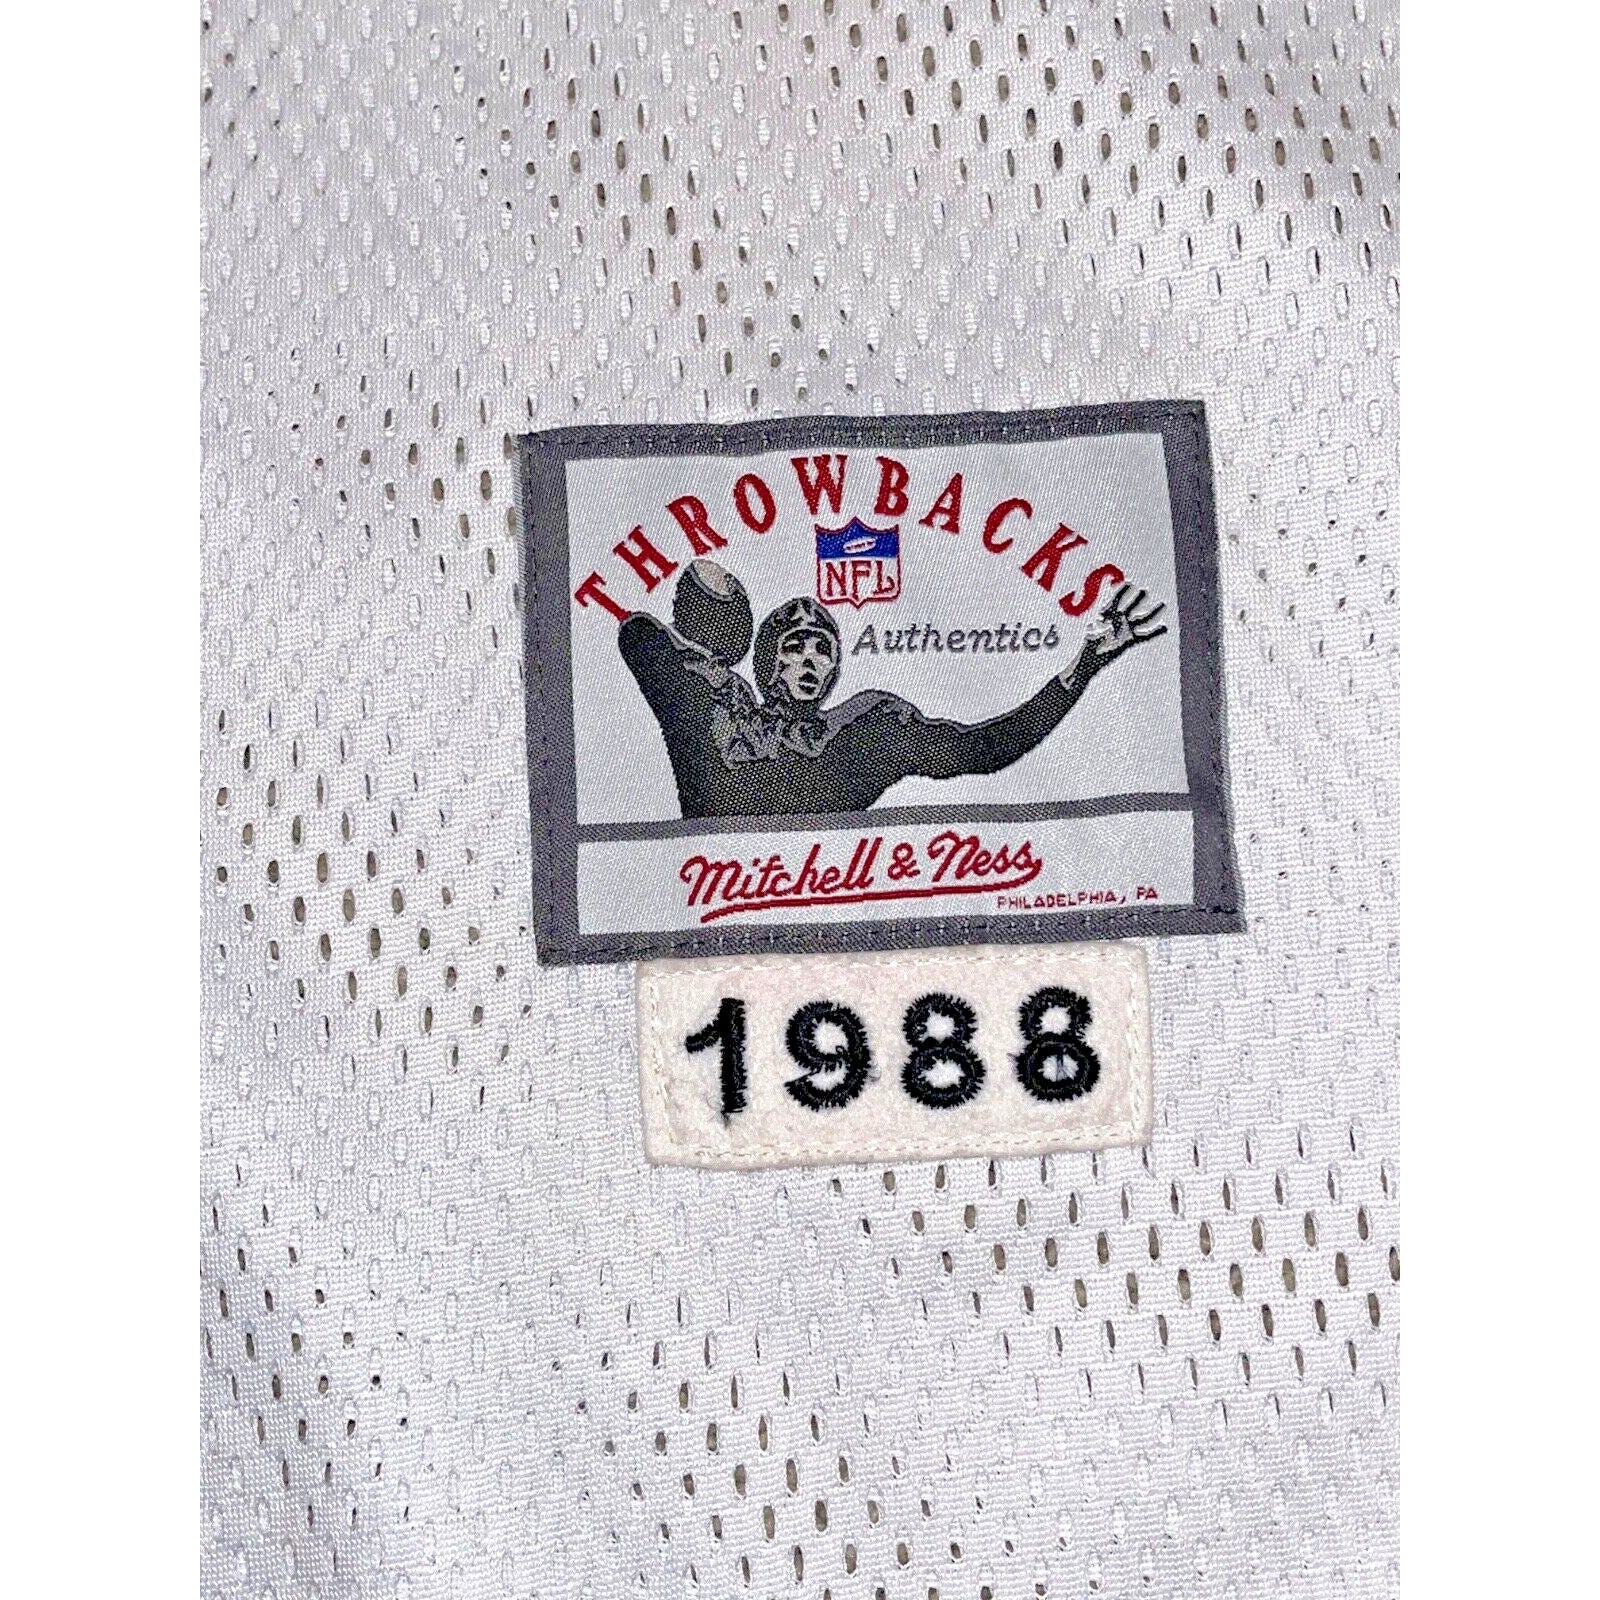 THROWBACKS
NFL
Authentics
Mitchell & Ness
PHILADELPHIA, PA
1988